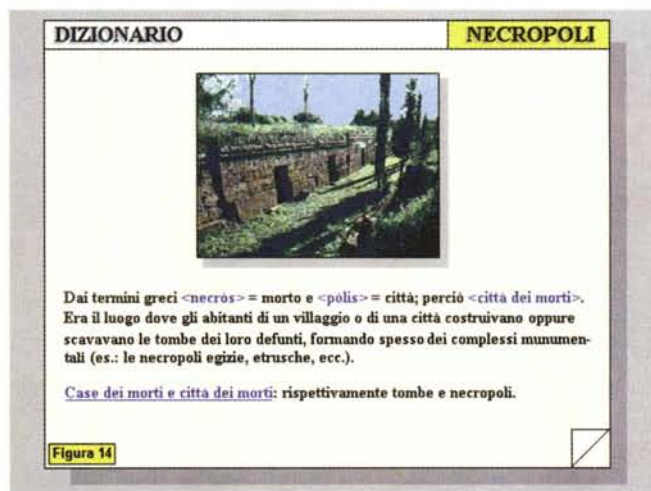 DIZIONARIO
NECROPOLI
Dai termini greci <necrós> = morto e <pólis> = città; perciò <città dei morti>.
Era il luogo dove gli abitanti di un villaggio o di una città costruivano oppure
scavavano le tombe dei loro defunti, formando spesso dei complessi munumen-
tali (es.: le necropoli egizie, etrusche, ecc.).
Case dei morti e città dei morti: rispettivamente tombe e necropoli.
Figura 14